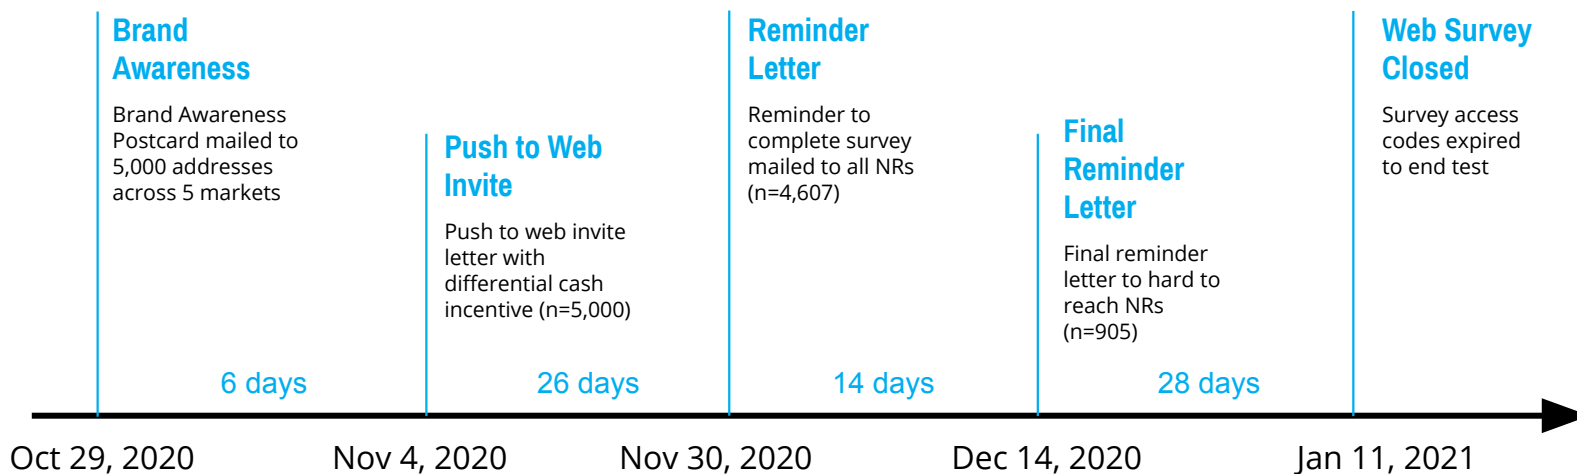 Brand
Awareness
Brand Awareness
Postcard mailed to
5,000 addresses
across 5 markets
Push to Web
Invite
Push to web invite
letter with
differential cash
incentive (n=5,000)
Reminder
Letter
Reminder to
complete survey
mailed to all NRs
(n=4,607)
Final
Reminder
Letter
Final reminder
letter to hard to
reach NRs
(n=905)
Web Survey
Closed
Survey access
codes expired
to end test
6 days
26 days
14 days
28 days
Oct 29, 2020
Nov 4, 2020
Nov 30, 2020
Dec 14, 2020
Jan 11, 2021